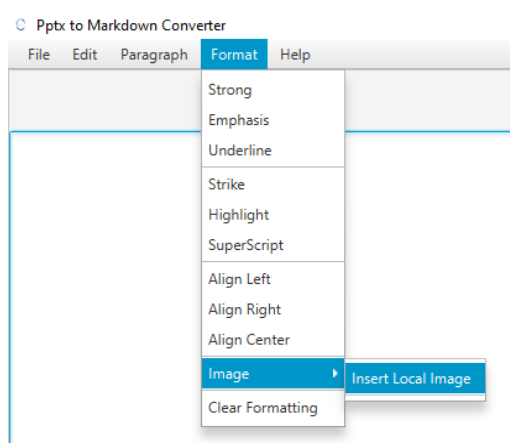 Pptx to Markdown Converter
File Edit Paragraph Format Help
Strong
Emphasis
Underline
Strike
Highlight
SuperScript
Align Left
Align Right
Align Center
Image Insert Local Image
Clear Formatting